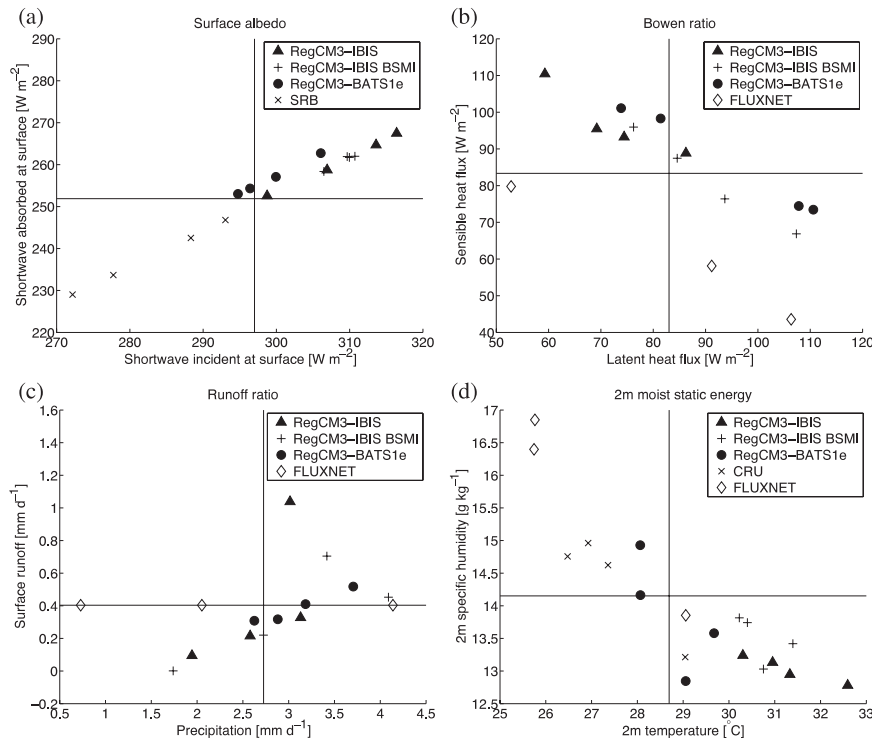 (a)
Surface albedo
290
280
270
260
250
240
230
220
270
280
290
300
310
320
Shortwave absorbed at surface [W m−2]
Shortwave incident at surface [W m−2]
RegCM3−IBIS
RegCM3−IBIS BSMI
RegCM3−BATS1e
SRB
(b)
Bowen ratio
120
110
100
90
80
70
60
50
40
50
60
70
80
90
100
110
120
Sensible heat flux [W m−2]
Latent heat flux [W m−2]
RegCM3−IBIS
RegCM3−IBIS BSMI
RegCM3−BATS1e
FLUXNET
(c)
Runoff ratio
1.6
1.4
1.2
1
0.8
0.6
0.4
0.2
0
−0.2
0.5
1
1.5
2
2.5
3
3.5
4
4.5
Surface runoff [mm d−1]
Precipitation [mm d−1]
RegCM3−IBIS
RegCM3−IBIS BSMI
RegCM3−BATS1e
FLUXNET
(d)
2m moist static energy
17
16.5
16
15.5
15
14.5
14
13.5
13
12.5
25
26
27
28
29
30
31
32
33
2m specific humidity [g kg−1]
2m temperature [°C]
RegCM3−IBIS
RegCM3−IBIS BSMI
RegCM3−BATS1e
CRU
FLUXNET